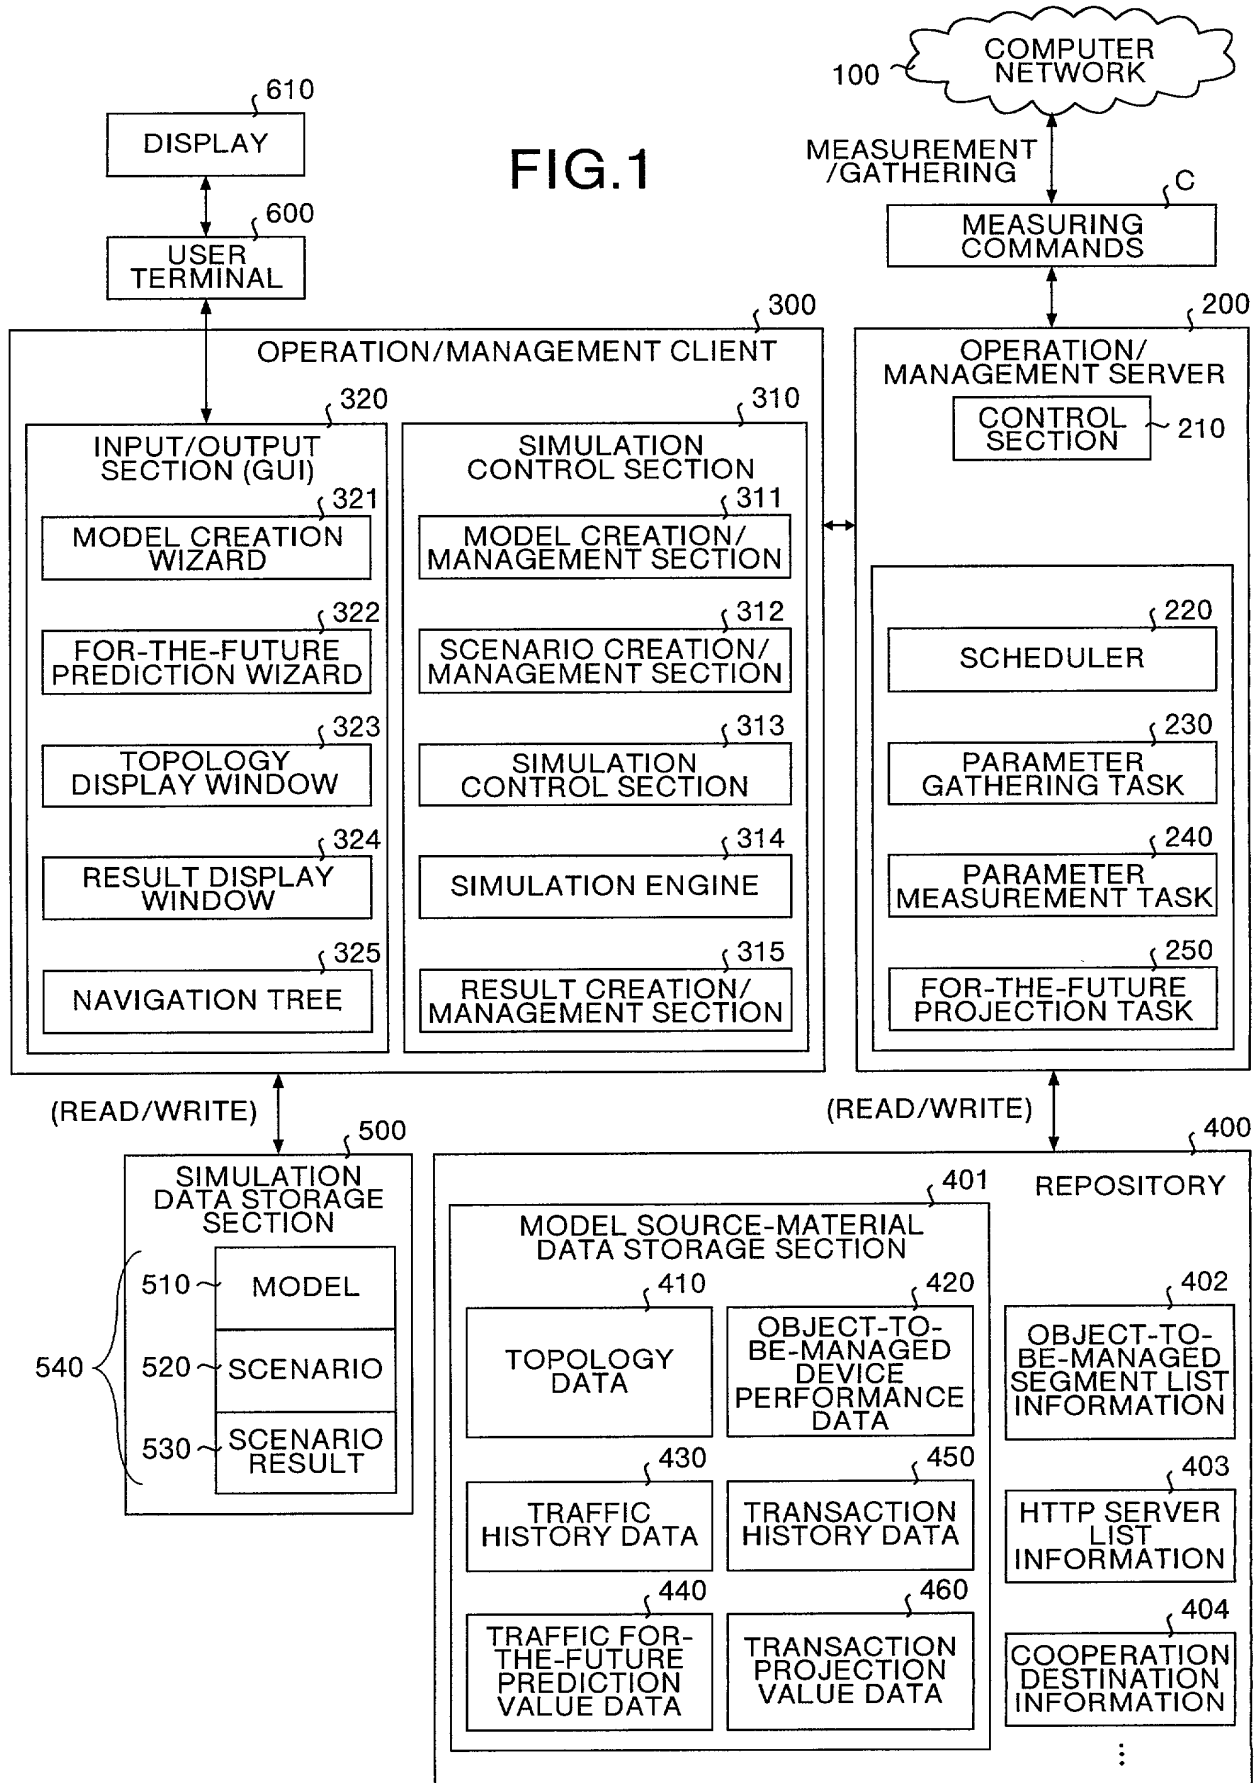 COMPUTER
NETWORK
100
610
DISPLAY
FIG.1
MEASUREMENT
/GATHERING
C
MEASURING
COMMANDS
600
USER
TERMINAL
300
OPERATION/MANAGEMENT CLIENT
200
OPERATION/
MANAGEMENT SERVER
CONTROL
SECTION
210
320
INPUT/OUTPUT
SECTION (GUI)
321
MODEL CREATION
WIZARD
322
FOR-THE-FUTURE
PREDICTION WIZARD
323
TOPOLOGY
DISPLAY WINDOW
324
RESULT DISPLAY
WINDOW
325
NAVIGATION TREE
310
SIMULATION
CONTROL SECTION
311
MODEL CREATION/
MANAGEMENT SECTION
312
SCENARIO CREATION/
MANAGEMENT SECTION
313
SIMULATION
CONTROL SECTION
314
SIMULATION ENGINE
315
RESULT CREATION/
MANAGEMENT SECTION
220
SCHEDULER
230
PARAMETER
GATHERING TASK
240
PARAMETER
MEASUREMENT TASK
250
FOR-THE-FUTURE
PROJECTION TASK
(READ/WRITE)
(READ/WRITE)
500
SIMULATION
DATA STORAGE
SECTION
510
MODEL
540
520
SCENARIO
530
SCENARIO
RESULT
400
REPOSITORY
401
MODEL SOURCE-MATERIAL
DATA STORAGE SECTION
410
TOPOLOGY
DATA
420
OBJECT-TO-
BE-MANAGED
DEVICE
PERFORMANCE
DATA
430
TRAFFIC
HISTORY DATA
450
TRANSACTION
HISTORY DATA
440
TRAFFIC FOR-
THE-FUTURE
PREDICTION
VALUE DATA
460
TRANSACTION
PROJECTION
VALUE DATA
402
OBJECT-TO-
BE-MANAGED
SEGMENT LIST
INFORMATION
403
HTTP SERVER
LIST
INFORMATION
404
COOPERATION
DESTINATION
INFORMATION
⋮